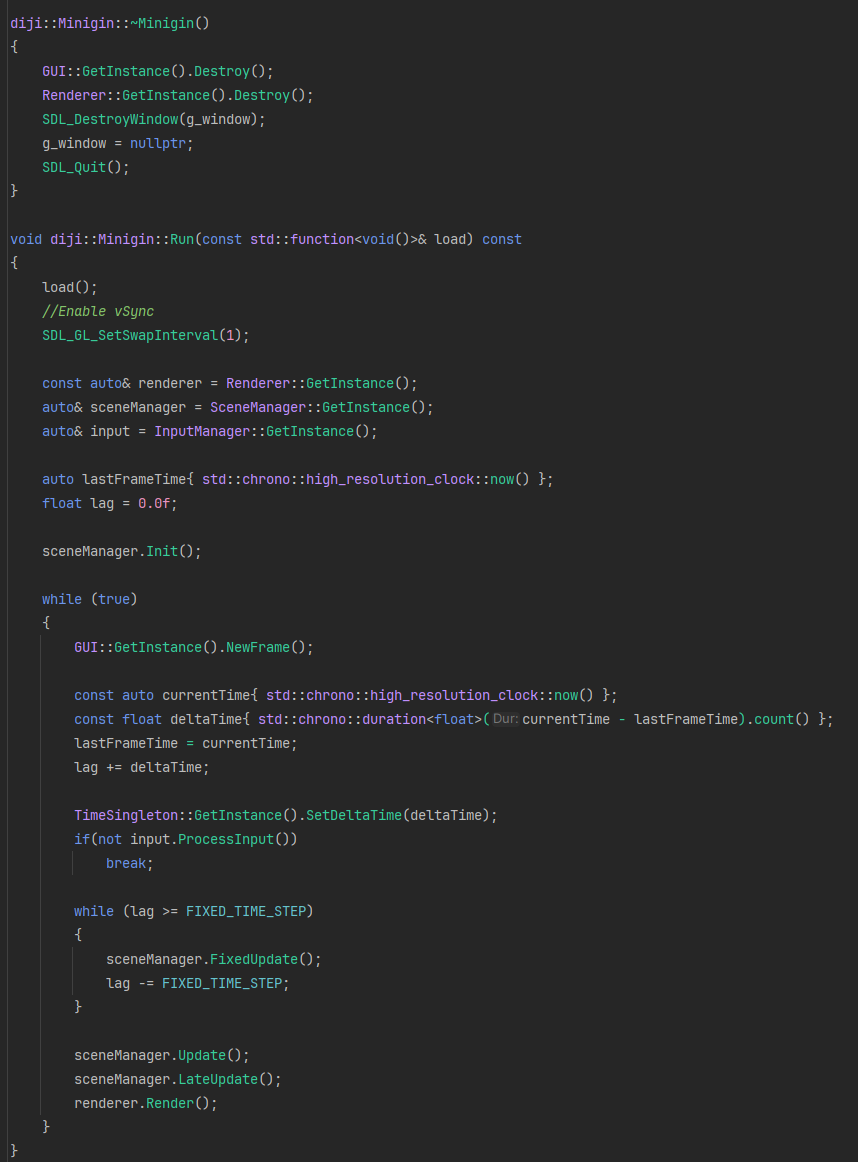 diji::Minigin::~Minigin()
{
    GUI::GetInstance().Destroy();
    Renderer::GetInstance().Destroy();
    SDL_DestroyWindow(g_window);
    g_window = nullptr;
    SDL_Quit();
}

void diji::Minigin::Run(const std::function<void()>& load) const
{
    load();
    //Enable vSync
    SDL_GL_SetSwapInterval(1);

    const auto& renderer = Renderer::GetInstance();
    auto& sceneManager = SceneManager::GetInstance();
    auto& input = InputManager::GetInstance();

    auto lastFrameTime{ std::chrono::high_resolution_clock::now() };
    float lag = 0.0f;

    sceneManager.Init();

    while (true)
    {
        GUI::GetInstance().NewFrame();

        const auto currentTime{ std::chrono::high_resolution_clock::now() };
        const float deltaTime{ std::chrono::duration<float>(Dur: currentTime - lastFrameTime).count() };
        lastFrameTime = currentTime;
        lag += deltaTime;

        TimeSingleton::GetInstance().SetDeltaTime(deltaTime);
        if(not input.ProcessInput())
            break;

        while (lag >= FIXED_TIME_STEP)
        {
            sceneManager.FixedUpdate();
            lag -= FIXED_TIME_STEP;
        }

        sceneManager.Update();
        sceneManager.LateUpdate();
        renderer.Render();
    }
}